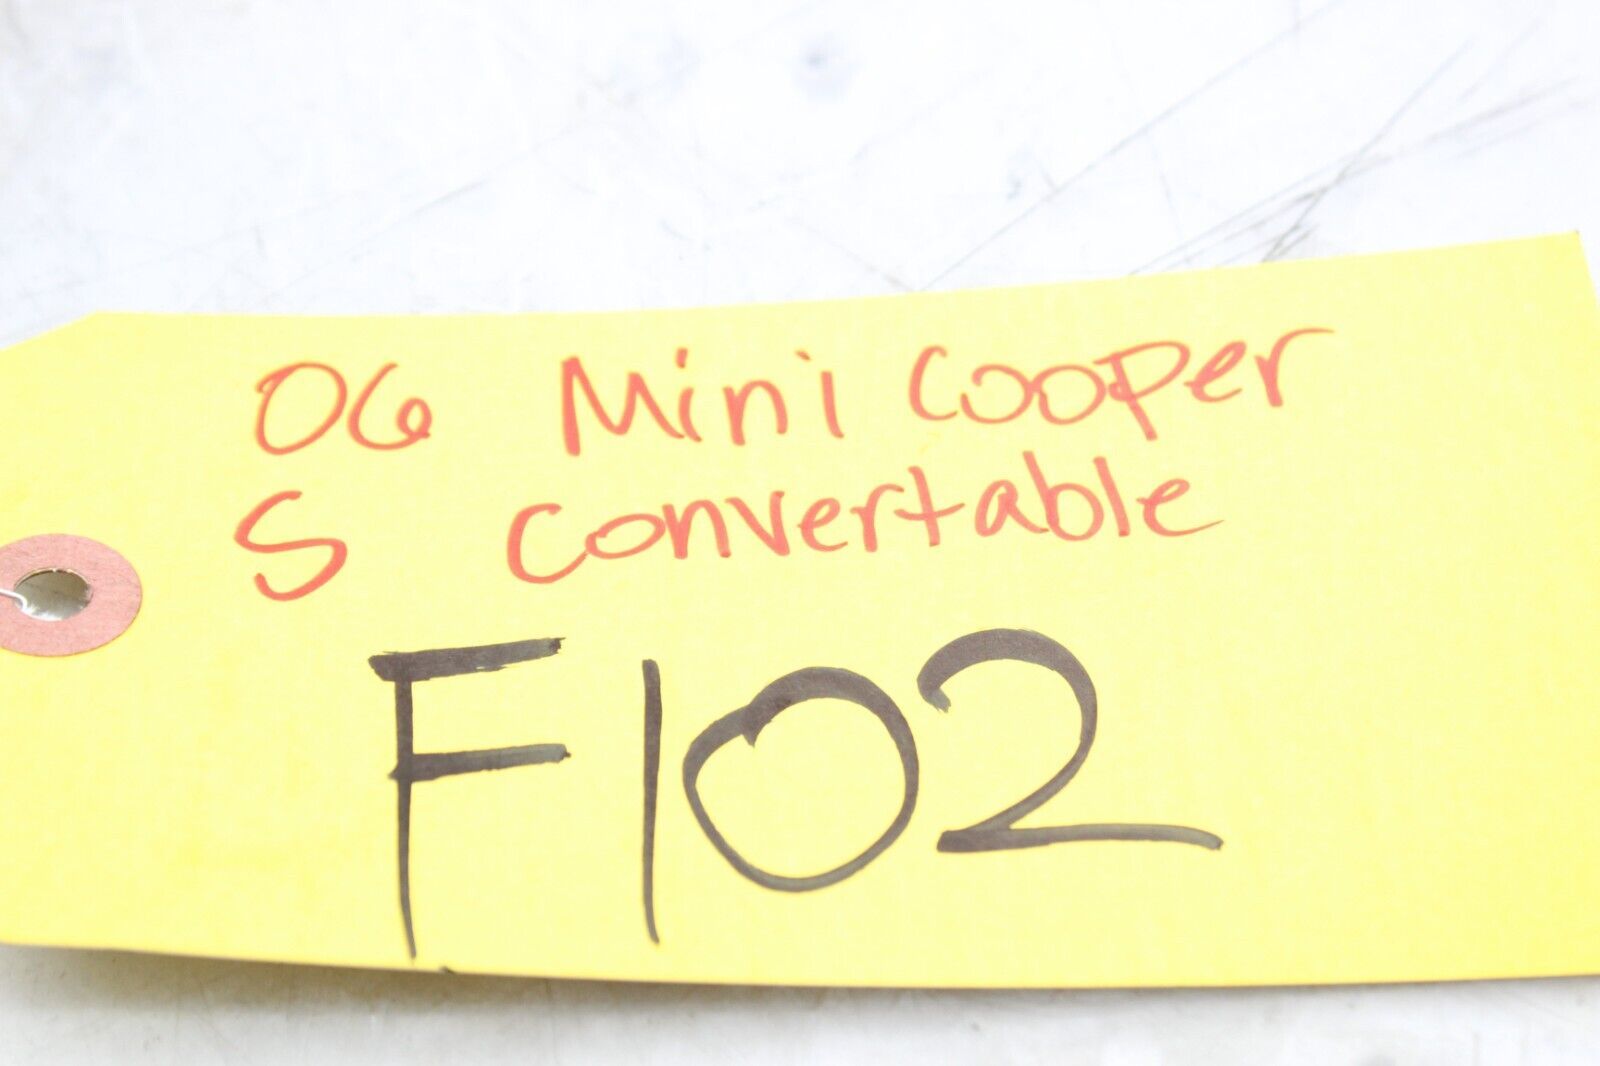 06 Mini Cooper
S Convertable
F102